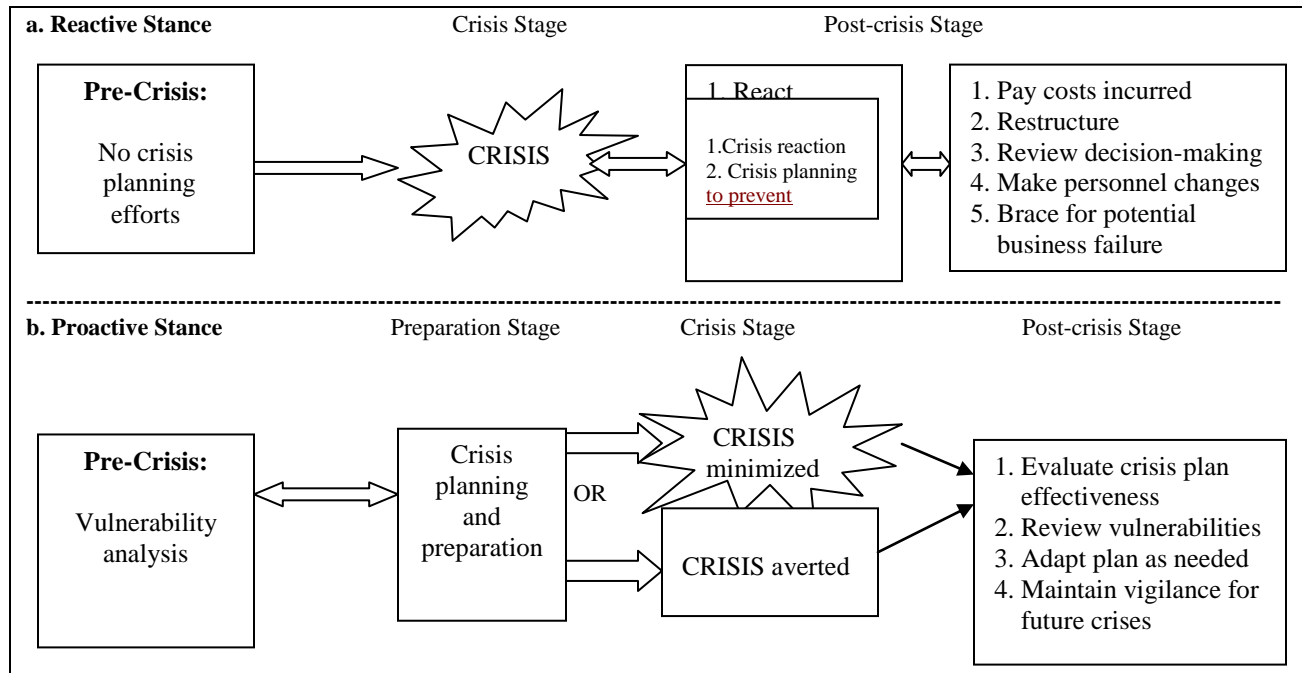 a. Reactive Stance
Crisis Stage
Post-crisis Stage
Pre-Crisis:
No crisis
planning
efforts
CRISIS
1. React
1.Crisis reaction
2. Crisis planning
to prevent
1. Pay costs incurred
2. Restructure
3. Review decision-making
4. Make personnel changes
5. Brace for potential
business failure
b. Proactive Stance
Preparation Stage
Crisis Stage
Post-crisis Stage
Pre-Crisis:
Vulnerability
analysis
Crisis
planning
and
preparation
OR
CRISIS
minimized
CRISIS averted
1. Evaluate crisis plan
effectiveness
2. Review vulnerabilities
3. Adapt plan as needed
4. Maintain vigilance for
future crises